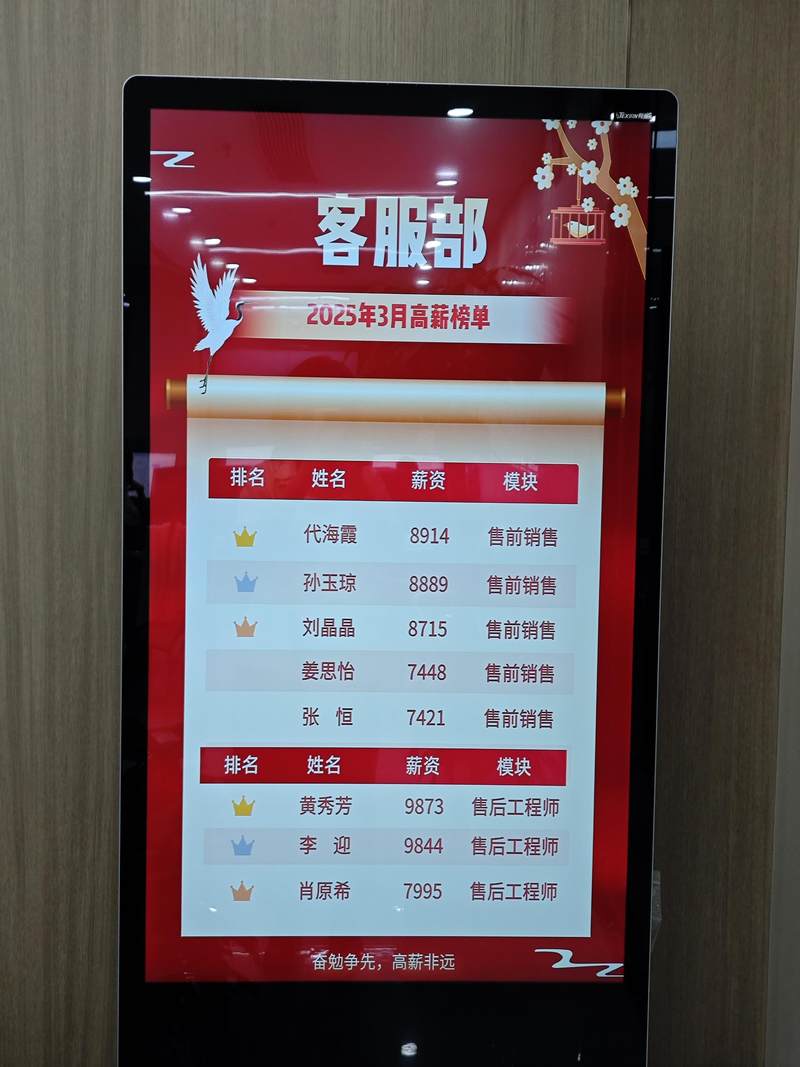 客服部
2025年3月高薪榜单
排名 姓名 薪资 模块
代海霞 8914 售前销售
孙玉琼 8889 售前销售
刘晶晶 8715 售前销售
姜思怡 7448 售前销售
张 恒 7421 售前销售
排名 姓名 薪资 模块
黄秀芳 9873 售后工程师
李 迎 9844 售后工程师
肖原希 7995 售后工程师
奋勉争先，高薪非远